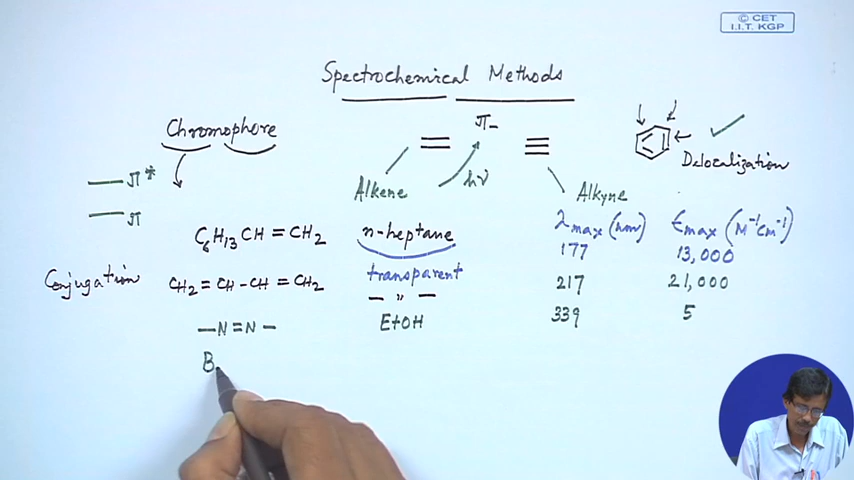 © CET
I.I.T. KGP
Spectrochemical Methods
Chromophore
π
π*
π
Alkene
hν
Alkyne
Delocalization
C6H13CH=CH2 n-heptane λmax (nm) ϵmax (M⁻¹cm⁻¹)
177 13,000
Conjugation CH2=CH-CH=CH2 transparent 217 21,000
— " —
—N=N— EtOH 339 5
B